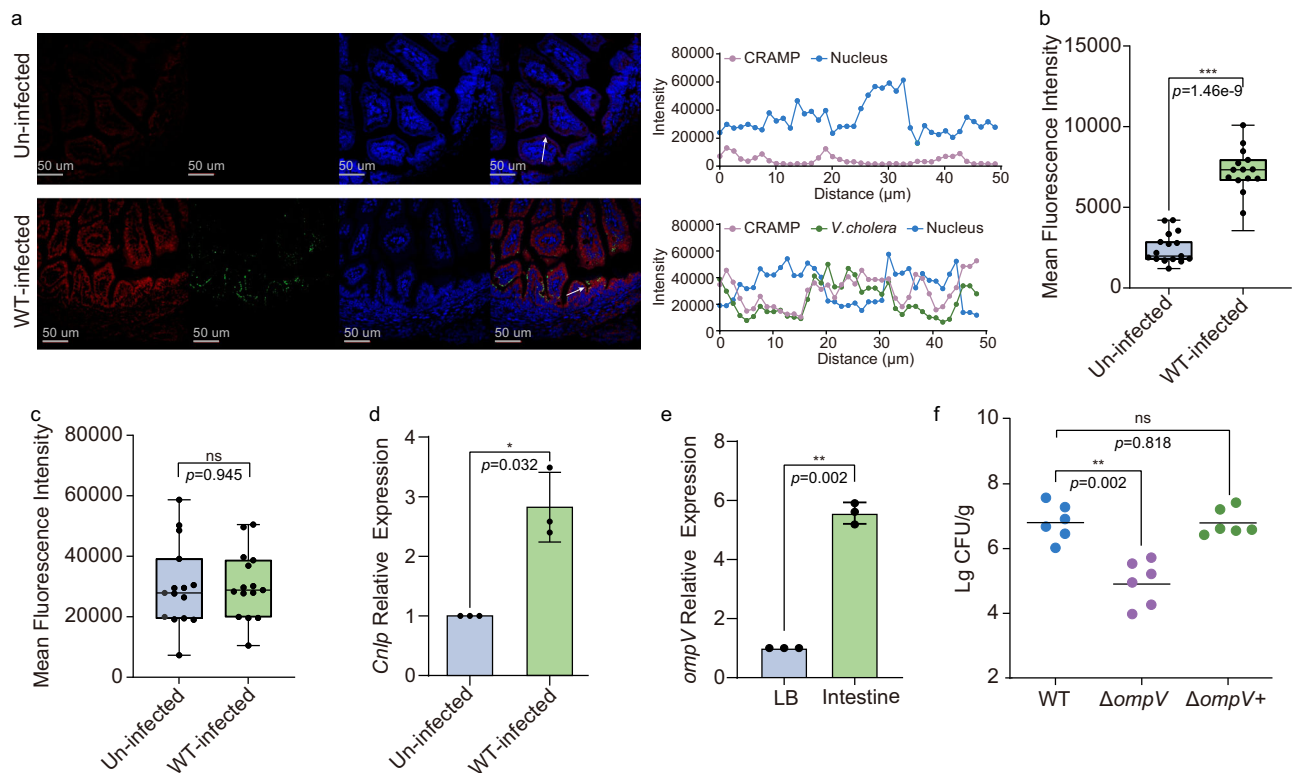 a
Un-infected
50 um
50 um
50 um
50 um
WT-infected
50 um
50 um
50 um
50 um
80000
60000
40000
20000
0
Intensity
CRAMP
Nucleus
0
10
20
30
40
50
Distance (μm)
80000
60000
40000
20000
0
Intensity
CRAMP
V.cholera
Nucleus
0
10
20
30
40
50
Distance (μm)
b
Mean Fluorescence Intensity
15000
10000
5000
0
***
p=1.46e-9
Un-infected
WT-infected
c
Mean Fluorescence Intensity
80000
60000
40000
20000
0
ns
p=0.945
Un-infected
WT-infected
d
Cnlp Relative Expression
4
3
2
1
0
*
p=0.032
Un-infected
WT-infected
e
ompV Relative Expression
8
6
4
2
0
**
p=0.002
LB
Intestine
f
Lg CFU/g
10
8
6
4
2
ns
p=0.818
**
p=0.002
WT
ΔompV
ΔompV+